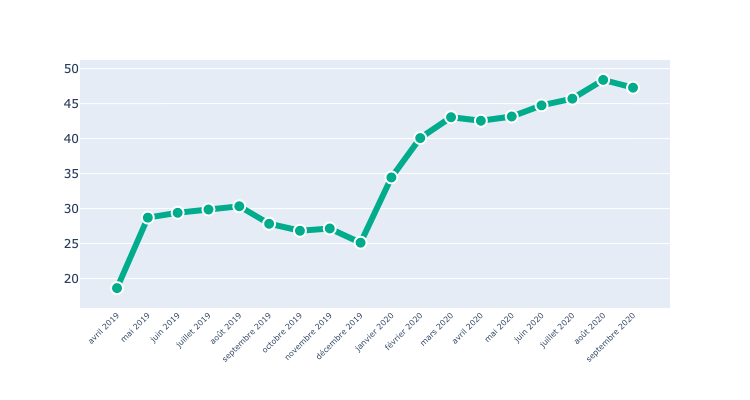 50
45
40
35
30
25
20
avril 2019
mai 2019
juin 2019
juillet 2019
août 2019
septembre 2019
octobre 2019
novembre 2019
décembre 2019
janvier 2020
février 2020
mars 2020
avril 2020
mai 2020
juin 2020
juillet 2020
août 2020
septembre 2020